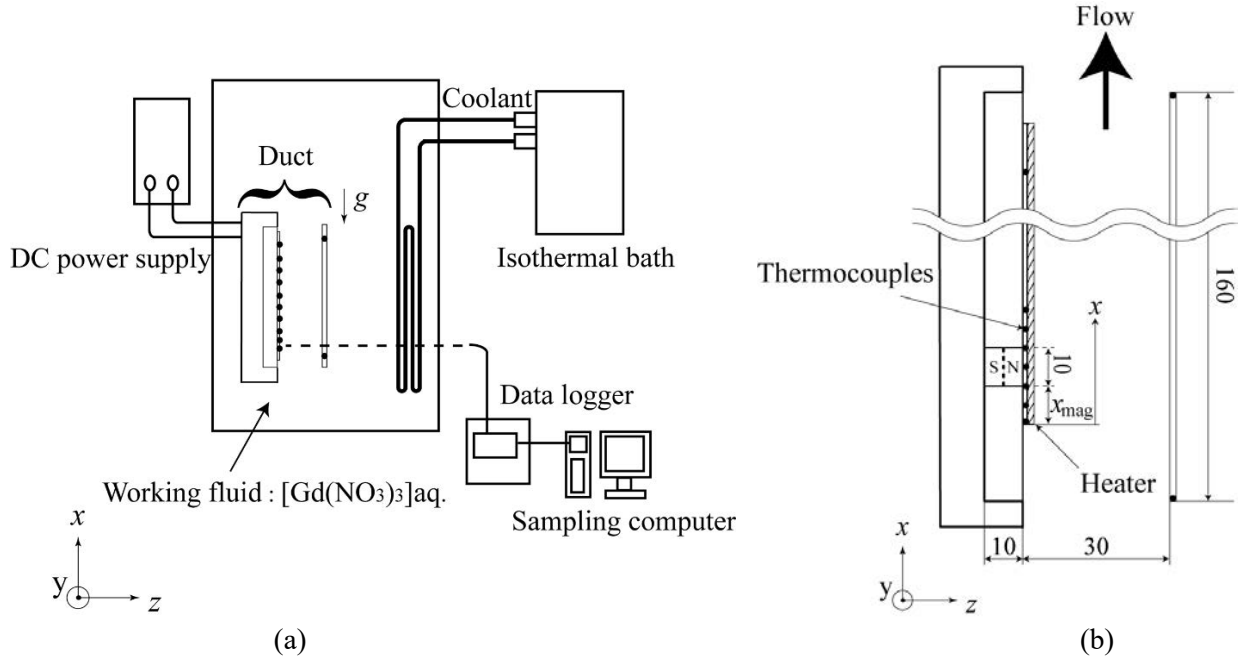 Coolant
Duct
g
DC power supply
Isothermal bath
Data logger
Working fluid : [Gd(NO3)3]aq.
Sampling computer
x
y
z
(a)
Flow
Thermocouples
x
160
S N
10
xmag
Heater
10
30
x
y
z
(b)